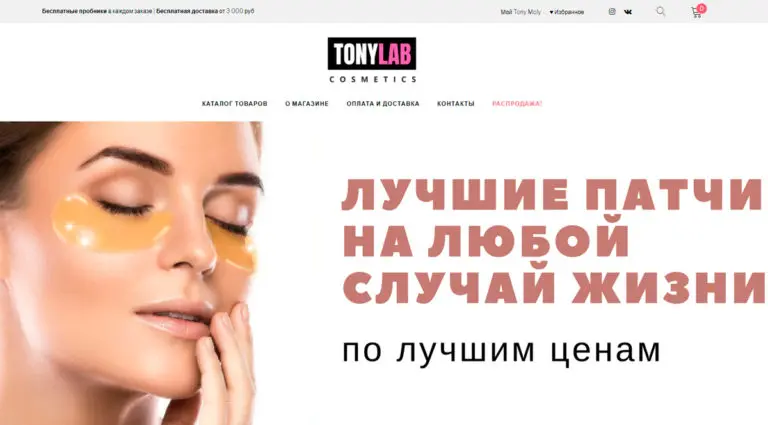 Бесплатные пробники в каждом заказе | Бесплатная доставка от 3 000 руб
Мой Tony Moly ♥ Избранное
0
TONYLAB
COSMETICS
КАТАЛОГ ТОВАРОВ О МАГАЗИНЕ ОПЛАТА И ДОСТАВКА КОНТАКТЫ РАСПРОДАЖА!
ЛУЧШИЕ ПАТЧИ
НА ЛЮБОЙ
СЛУЧАЙ ЖИЗНИ
по лучшим ценам